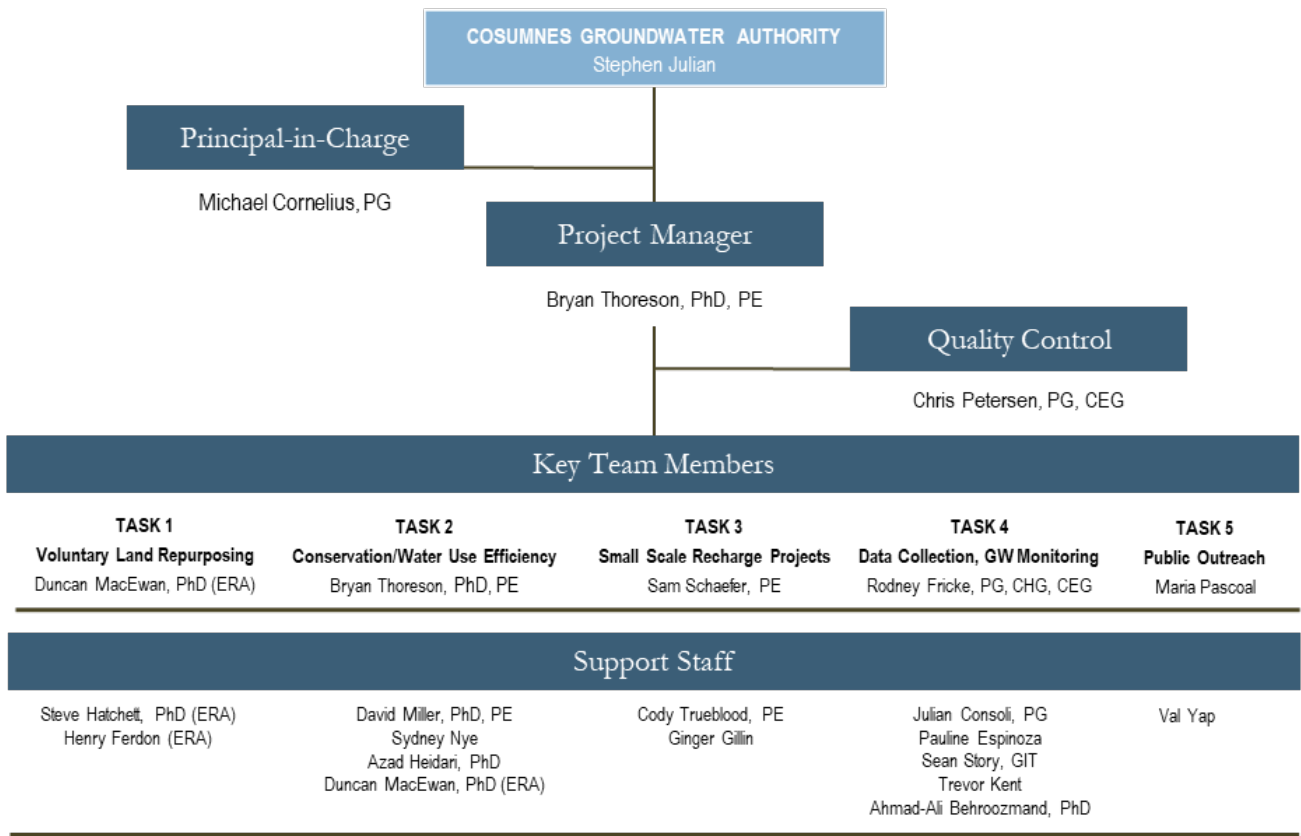 COSUMNES GROUNDWATER AUTHORITY
Stephen Julian
Principal-in-Charge
Michael Cornelius, PG
Project Manager
Bryan Thoreson, PhD, PE
Quality Control
Chris Petersen, PG, CEG
Key Team Members
TASK 1
Voluntary Land Repurposing
Duncan MacEwan, PhD (ERA)
TASK 2
Conservation/Water Use Efficiency
Bryan Thoreson, PhD, PE
TASK 3
Small Scale Recharge Projects
Sam Schaefer, PE
TASK 4
Data Collection, GW Monitoring
Rodney Fricke, PG, CHG, CEG
TASK 5
Public Outreach
Maria Pascoal
Support Staff
Steve Hatchett, PhD (ERA)
Henry Ferdon (ERA)
David Miller, PhD, PE
Sydney Nye
Azad Heidari, PhD
Duncan MacEwan, PhD (ERA)
Cody Trueblood, PE
Ginger Gillin
Julian Consoli, PG
Pauline Espinoza
Sean Story, GIT
Trevor Kent
Ahmad-Ali Behroozmand, PhD
Val Yap